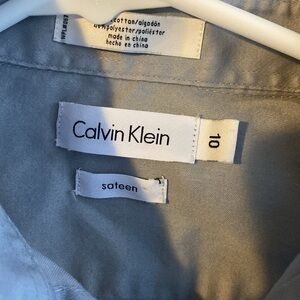 cotton/algodón
polyester/poliéster
made in china
hecho en china
Calvin Klein
10
sateen